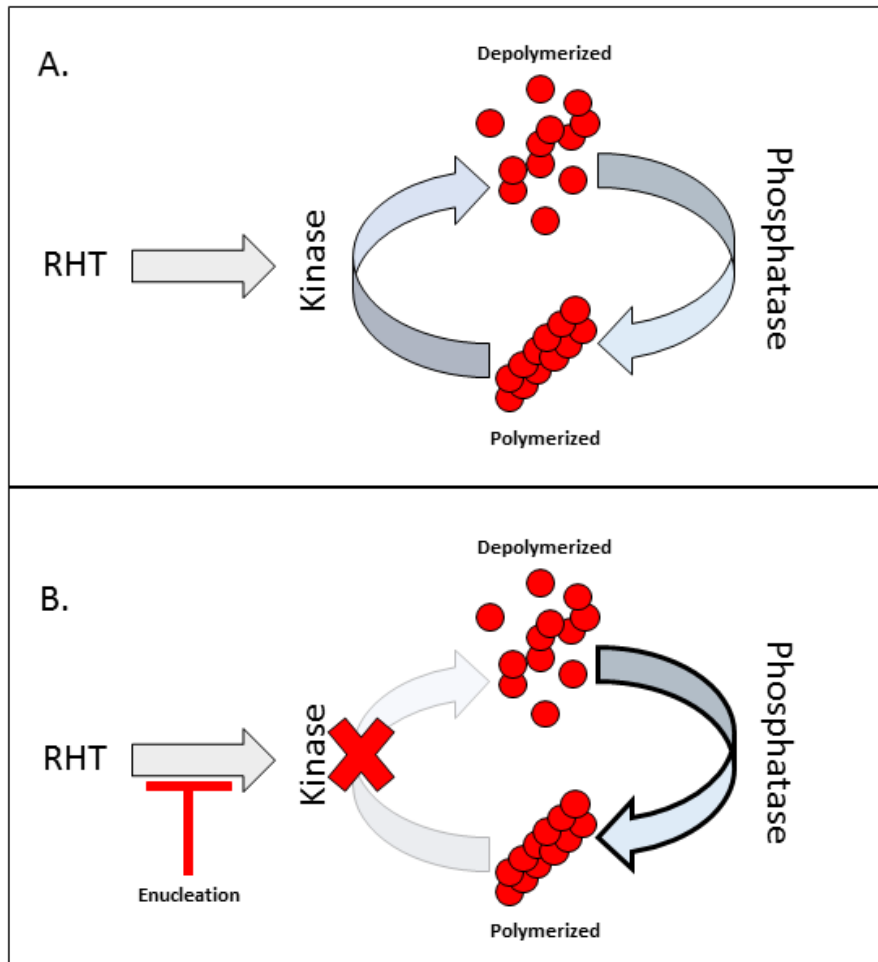 A.
Depolymerized
RHT
Kinase
Phosphatase
Polymerized
B.
Depolymerized
RHT
Kinase
Phosphatase
Enucleation
Polymerized